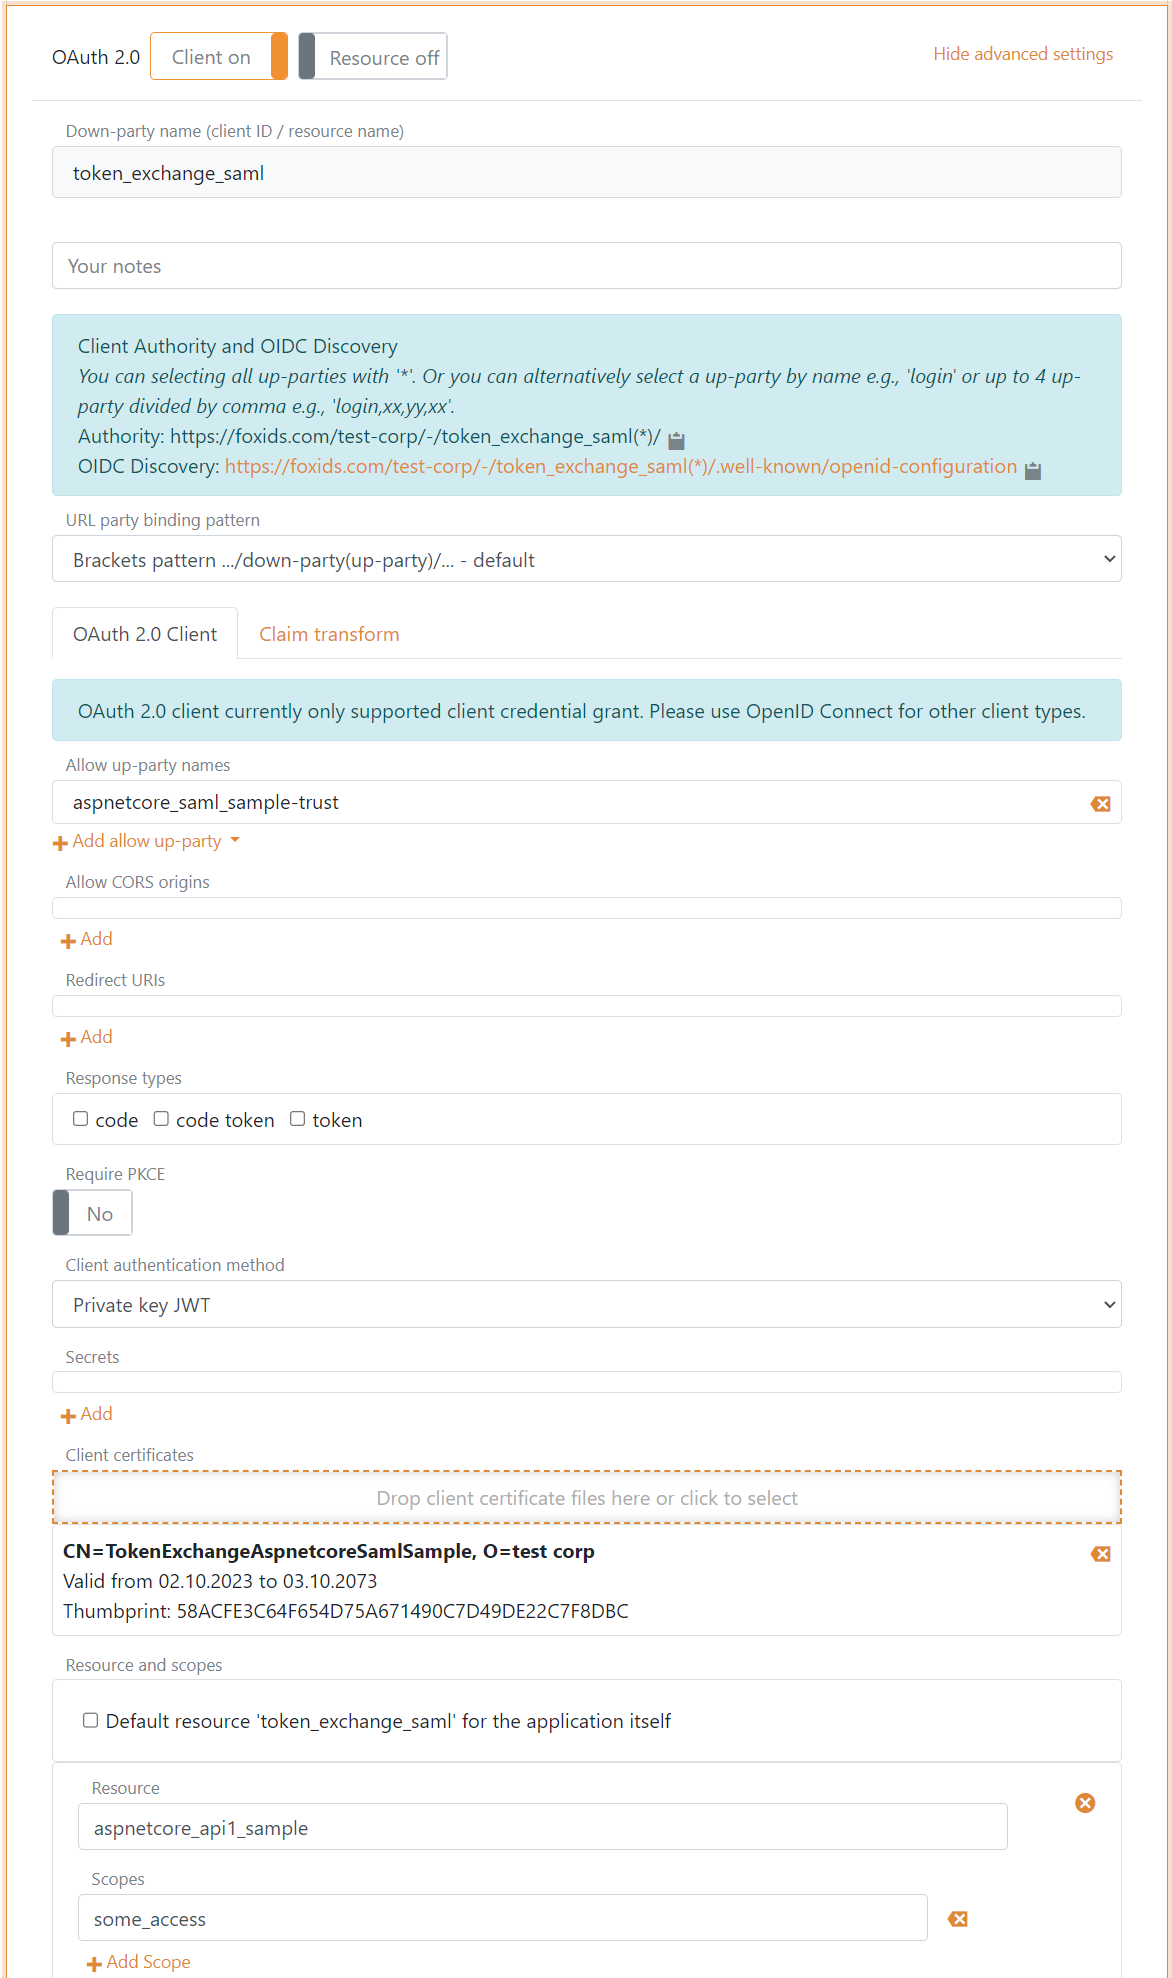 OAuth 2.0 Client on Resource off Hide advanced settings
Down-party name (client ID / resource name)
token_exchange_saml
Your notes
Client Authority and OIDC Discovery
You can selecting all up-parties with '*'. Or you can alternatively select a up-party by name e.g., 'login' or up to 4 up-
party divided by comma e.g., 'login,xx,yy,xx'.
Authority: https://foxids.com/test-corp/-/token_exchange_saml(*)/
OIDC Discovery: https://foxids.com/test-corp/-/token_exchange_saml(*)/.well-known/openid-configuration
URL party binding pattern
Brackets pattern .../down-party(up-party)/... - default
OAuth 2.0 Client Claim transform
OAuth 2.0 client currently only supported client credential grant. Please use OpenID Connect for other client types.
Allow up-party names
aspnetcore_saml_sample-trust
Add allow up-party
Allow CORS origins
Add
Redirect URIs
Add
Response types
code code token token
Require PKCE
No
Client authentication method
Private key JWT
Secrets
Add
Client certificates
Drop client certificate files here or click to select
CN=TokenExchangeAspnetcoreSamlSample, O=test corp
Valid from 02.10.2023 to 03.10.2073
Thumbprint: 58ACFE3C64F654D75A671490C7D49DE22C7F8DBC
Resource and scopes
Default resource 'token_exchange_saml' for the application itself
Resource
aspnetcore_api1_sample
Scopes
some_access
Add Scope